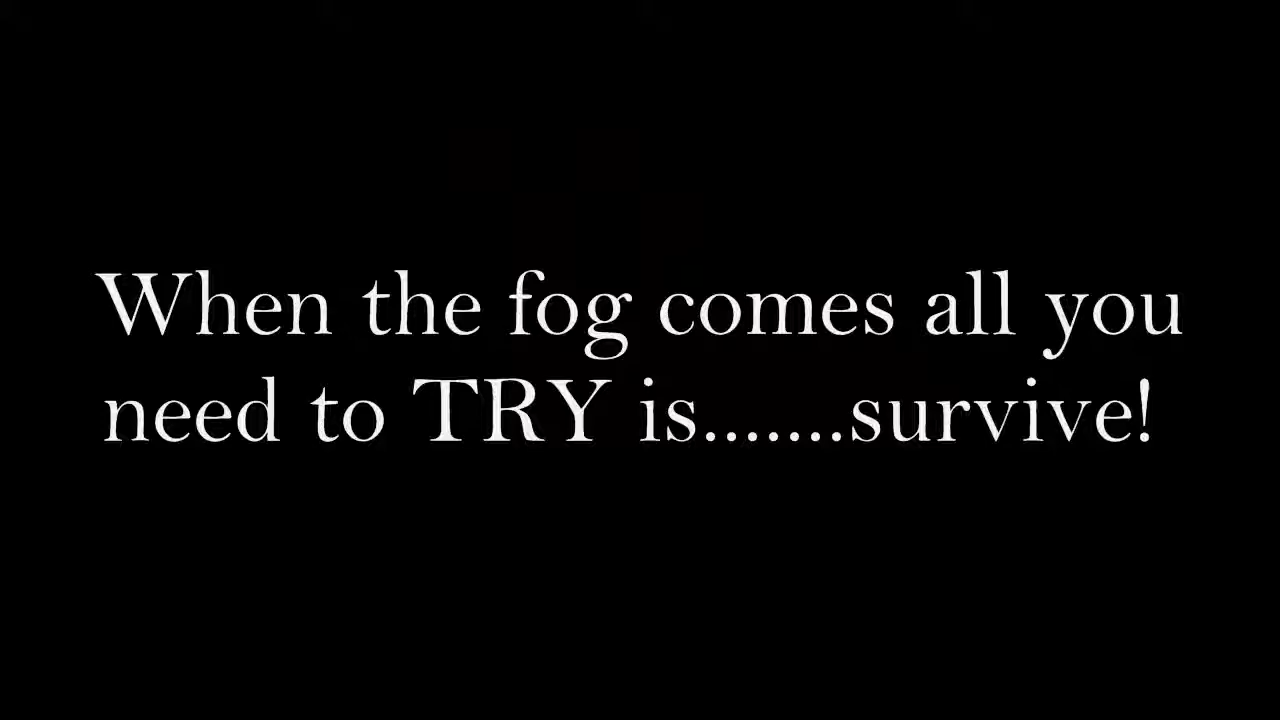 When the fog comes all you
need to TRY is.......survive!